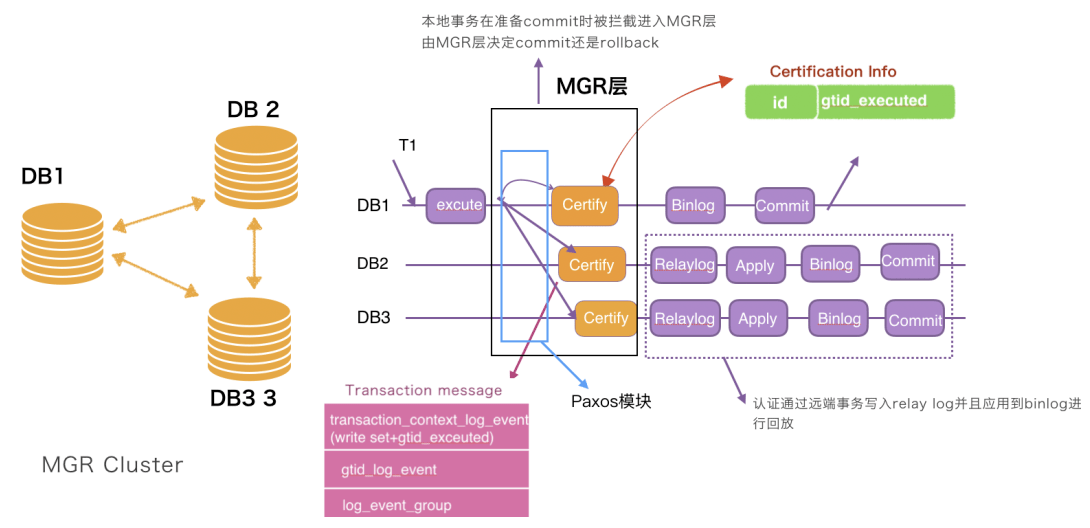 本地事务在准备commit时被拦截进入MGR层
由MGR层决定commit还是rollback
MGR层
Certification Info
id
gtid_executed
DB 2
DB1
DB3 3
MGR Cluster
T1
DB1
excute
Certify
Binlog
Commit
DB2
Certify
Relaylog
Apply
Binlog
Commit
DB3
Certify
Relaylog
Apply
Binlog
Commit
Transaction message
transaction_context_log_event
(write set+gtid_exceuted)
gtid_log_event
log_event_group
Paxos模块
认证通过远端事务写入relay log并且应用到binlog进
行回放